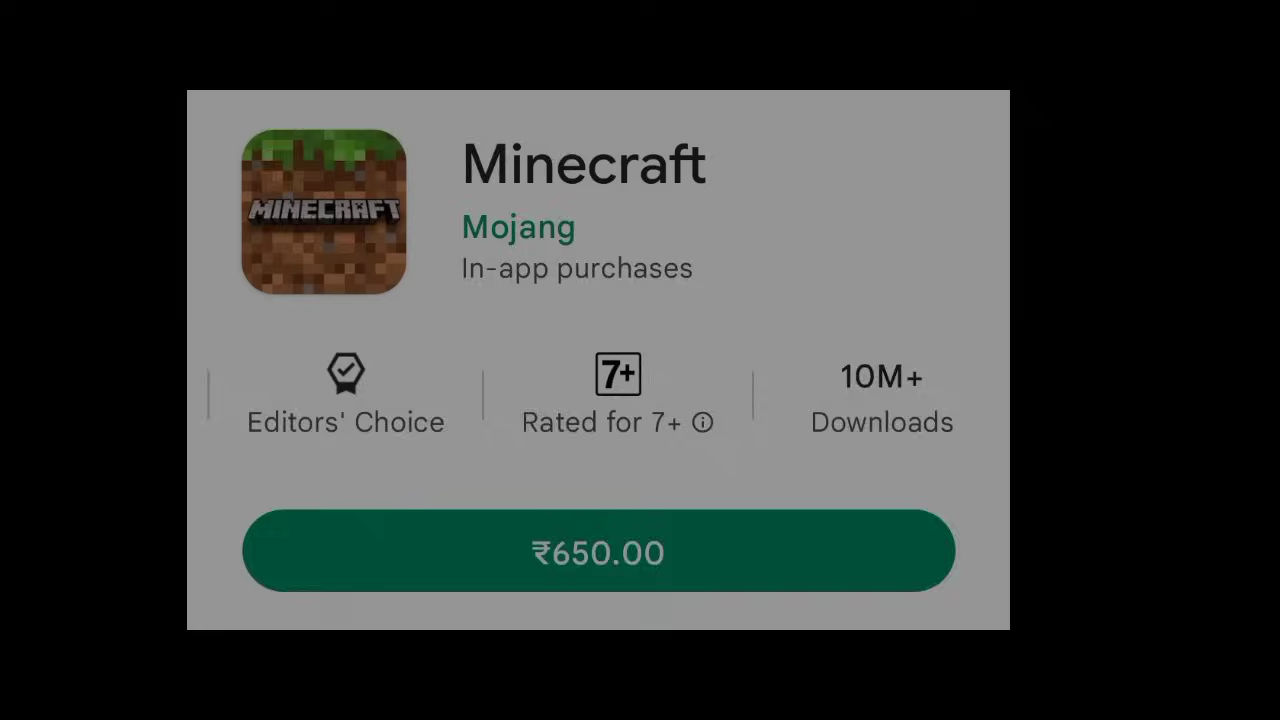 Minecraft
MINECRAFT
Mojang
In-app purchases
Editors' Choice
7+
Rated for 7+
10M+
Downloads
₹650.00